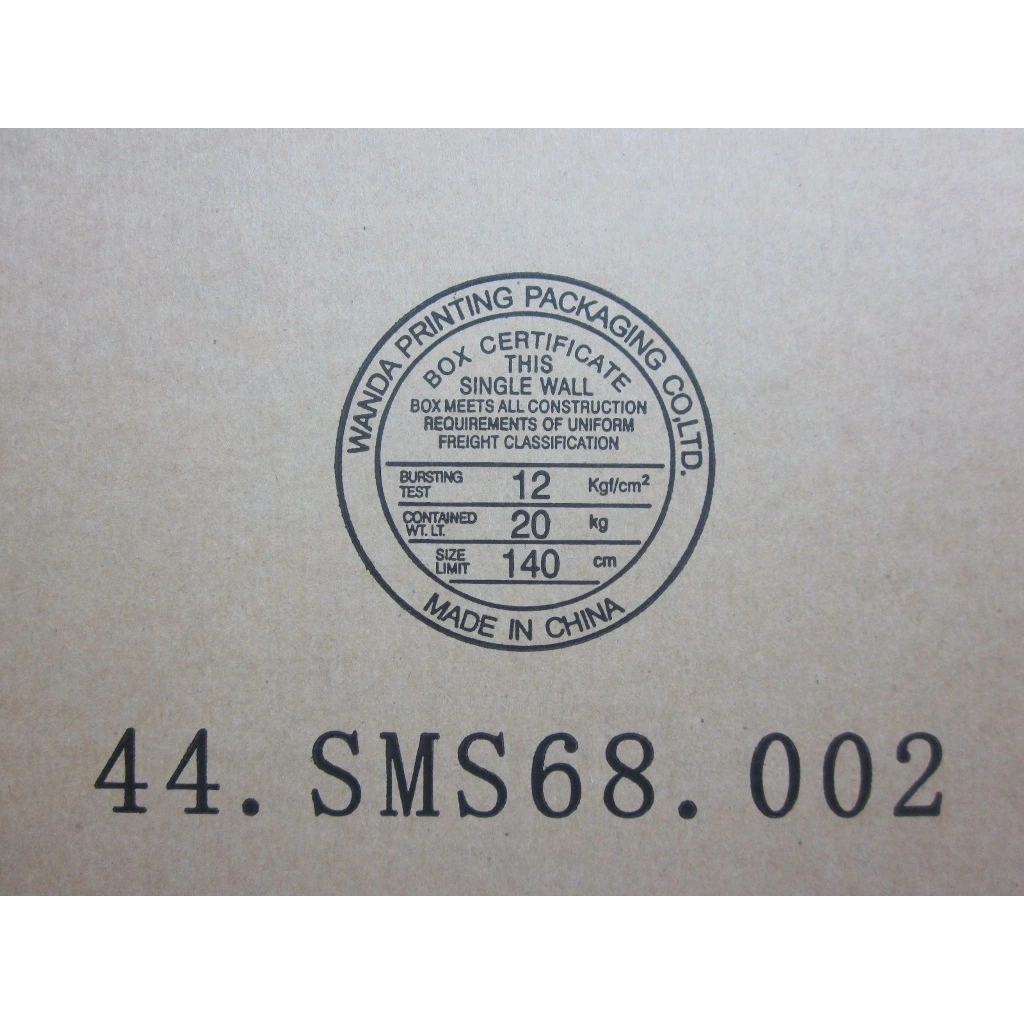 WANDA PRINTING PACKAGING CO,LTD.
BOX CERTIFICATE
THIS
SINGLE WALL
BOX MEETS ALL CONSTRUCTION
REQUIREMENTS OF UNIFORM
FREIGHT CLASSIFICATION
BURSTING TEST 12 Kgf/cm²
CONTAINED WT. LT. 20 kg
SIZE LIMIT 140 cm
MADE IN CHINA
44.SMS68.002